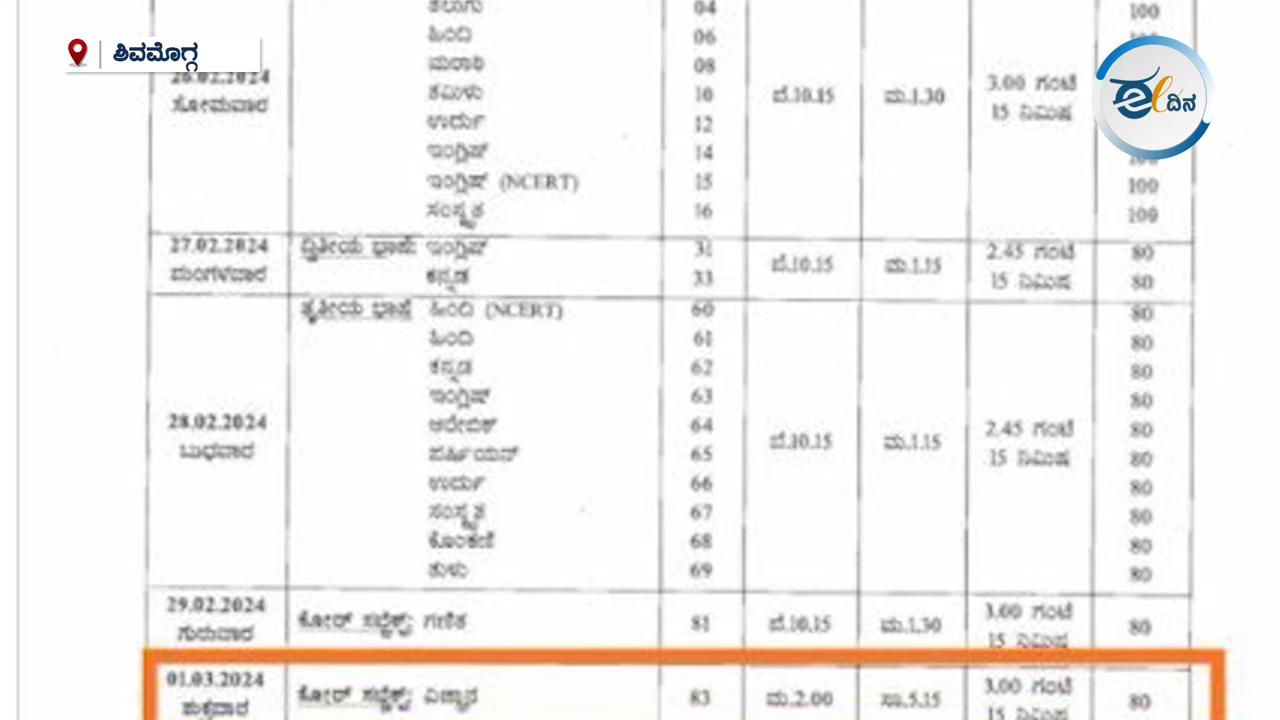 ಶಿವಮೊಗ್ಗ
ಈ ದಿನ
ತೆಲುಗು 04 100
ಹಿಂದಿ 06
ಮರಾಠಿ 08
26.02.2024 ಸೋಮವಾರ ತಮಿಳು 10 ಬೆ.10.15 ಮ.1.30 3.00 ಗಂಟೆ 15 ನಿಮಿಷ
ಉರ್ದು 12
ಇಂಗ್ಲಿಷ್ 14 100
ಇಂಗ್ಲಿಷ್ (NCERT) 15 100
ಸಂಸ್ಕೃತ 16 100
27.02.2024 ದ್ವಿತೀಯ ಭಾಷೆ: ಇಂಗ್ಲಿಷ್ 31 2.45 ಗಂಟೆ 80
ಮಂಗಳವಾರ ಕನ್ನಡ 33 ಬೆ.10.15 ಮ.1.15 15 ನಿಮಿಷ 80
ತೃತೀಯ ಭಾಷೆ ಹಿಂದಿ (NCERT) 60 80
ಹಿಂದಿ 61 80
ಕನ್ನಡ 62 80
ಇಂಗ್ಲಿಷ್ 63 80
28.02.2024 ಅರೇಬಿಕ್ 64 2.45 ಗಂಟೆ 80
ಬುಧವಾರ ಪರ್ಷಿಯನ್ 65 ಬೆ.10.15 ಮ.1.15 15 ನಿಮಿಷ 80
ಉರ್ದು 66 80
ಸಂಸ್ಕೃತ 67 80
ಕೊಂಕಣಿ 68 80
ತುಳು 69 80
29.02.2024 3.00 ಗಂಟೆ
ಗುರುವಾರ ಕೋರ್ ಸಬ್ಜೆಕ್ಟ್: ಗಣಿತ 81 ಬೆ.10.15 ಮ.1.30 15 ನಿಮಿಷ 80
01.03.2024 3.00 ಗಂಟೆ
ಶುಕ್ರವಾರ ಕೋರ್ ಸಬ್ಜೆಕ್ಟ್: ವಿಜ್ಞಾನ 83 ಮ.2.00 ಸಾ.5.15 15 ನಿಮಿಷ 80